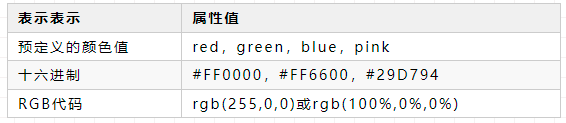 表示表示 属性值
预定义的颜色值 red，green，blue，pink
十六进制 #FF0000，#FF6600，#29D794
RGB代码 rgb(255,0,0)或rgb(100%,0%,0%)